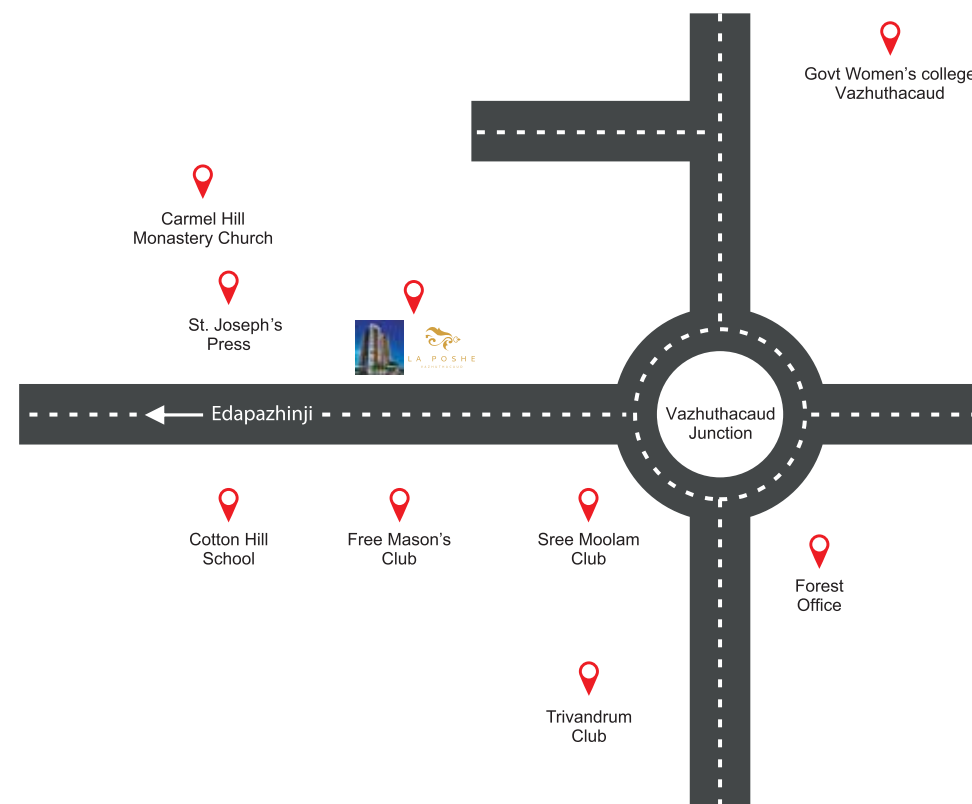 Govt Women's college
Vazhuthacaud
Carmel Hill
Monastery Church
St. Joseph's
Press
LA POSHE
Edapazhinji
Vazhuthacaud
Junction
Cotton Hill
School
Free Mason's
Club
Sree Moolam
Club
Forest
Office
Trivandrum
Club